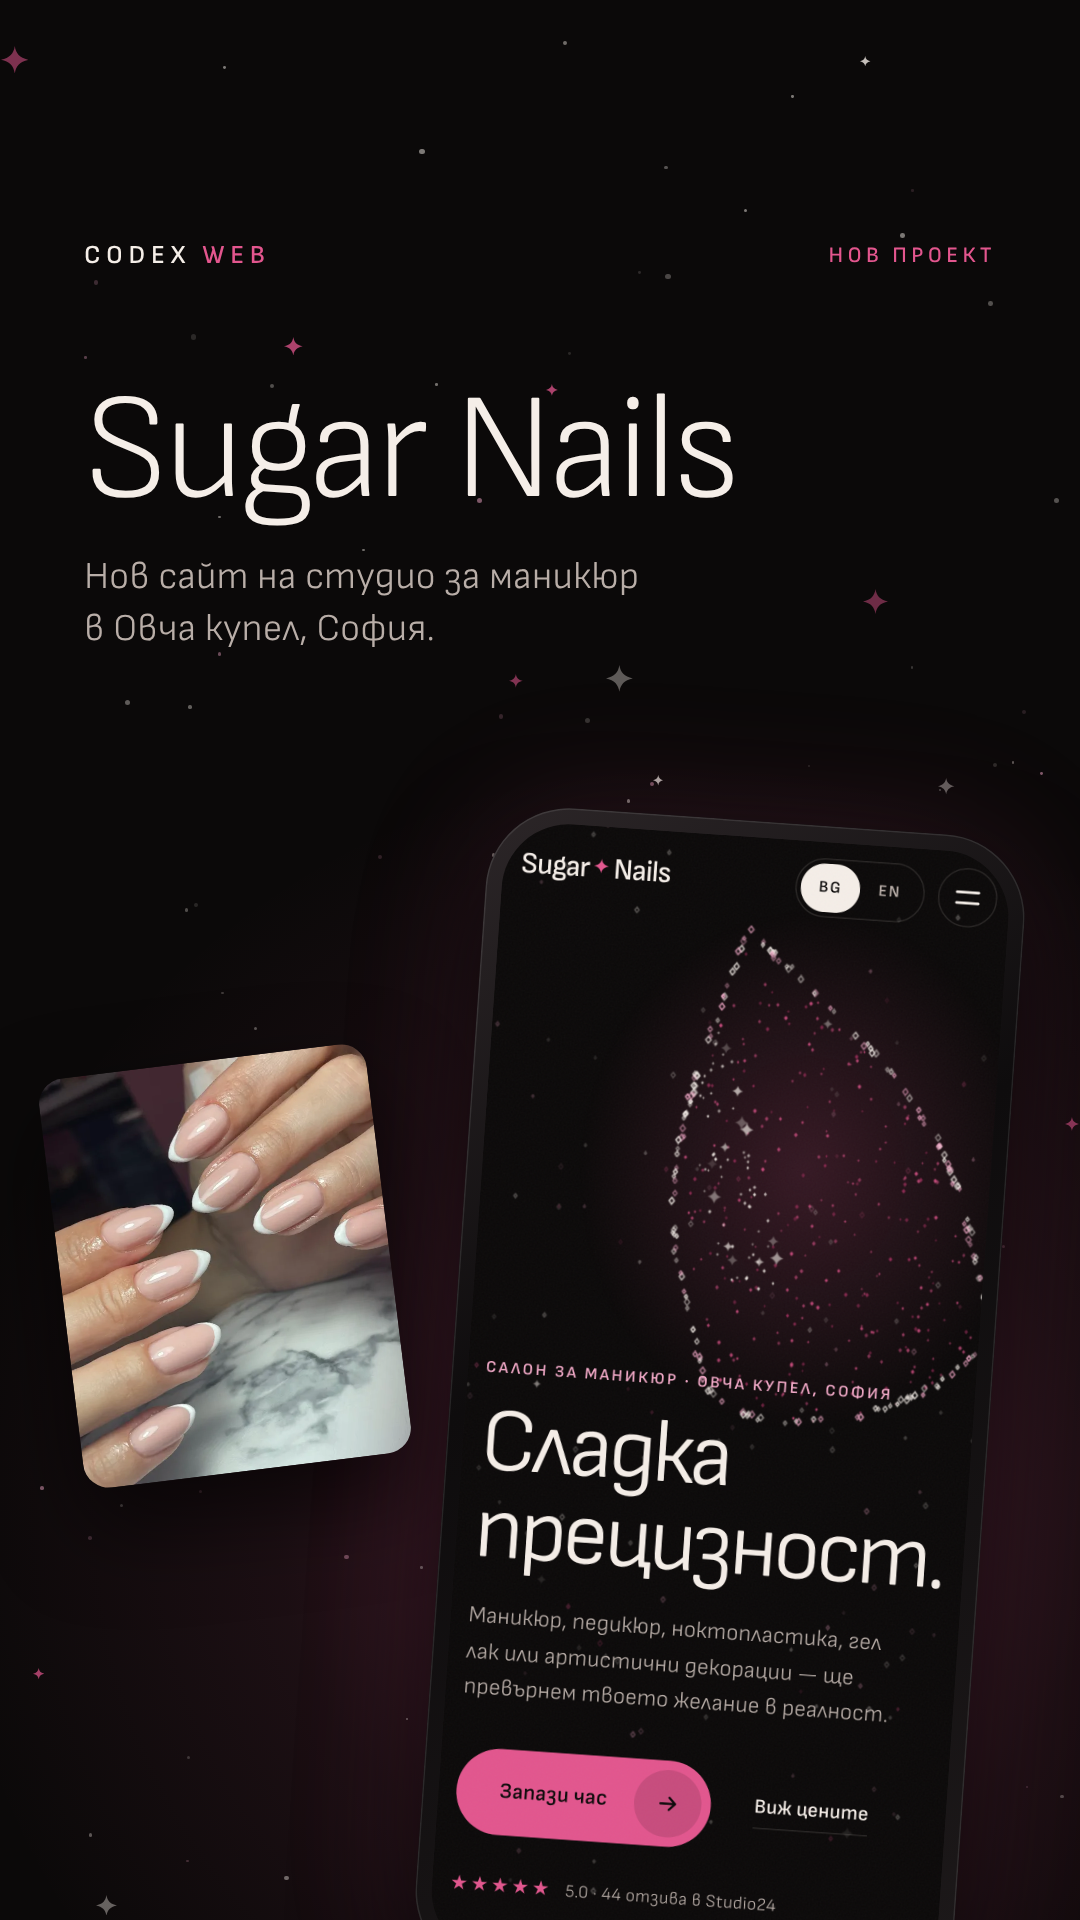 CODEX WEB
НОВ ПРОЕКТ
Sugar Nails
Нов сайт на студио за маникюр
в Овча купел, София.
Sugar Nails
BG EN
САЛОН ЗА МАНИКЮР · ОВЧА КУПЕЛ, СОФИЯ
Сладка
прецизност.
Маникюр, педикюр, ноктопластика, гел
лак или артистични декорации — ще
превърнем твоето желание в реалност.
Запази час →
Виж цените
★★★★★ 5.0 · 44 отзива в Studio24